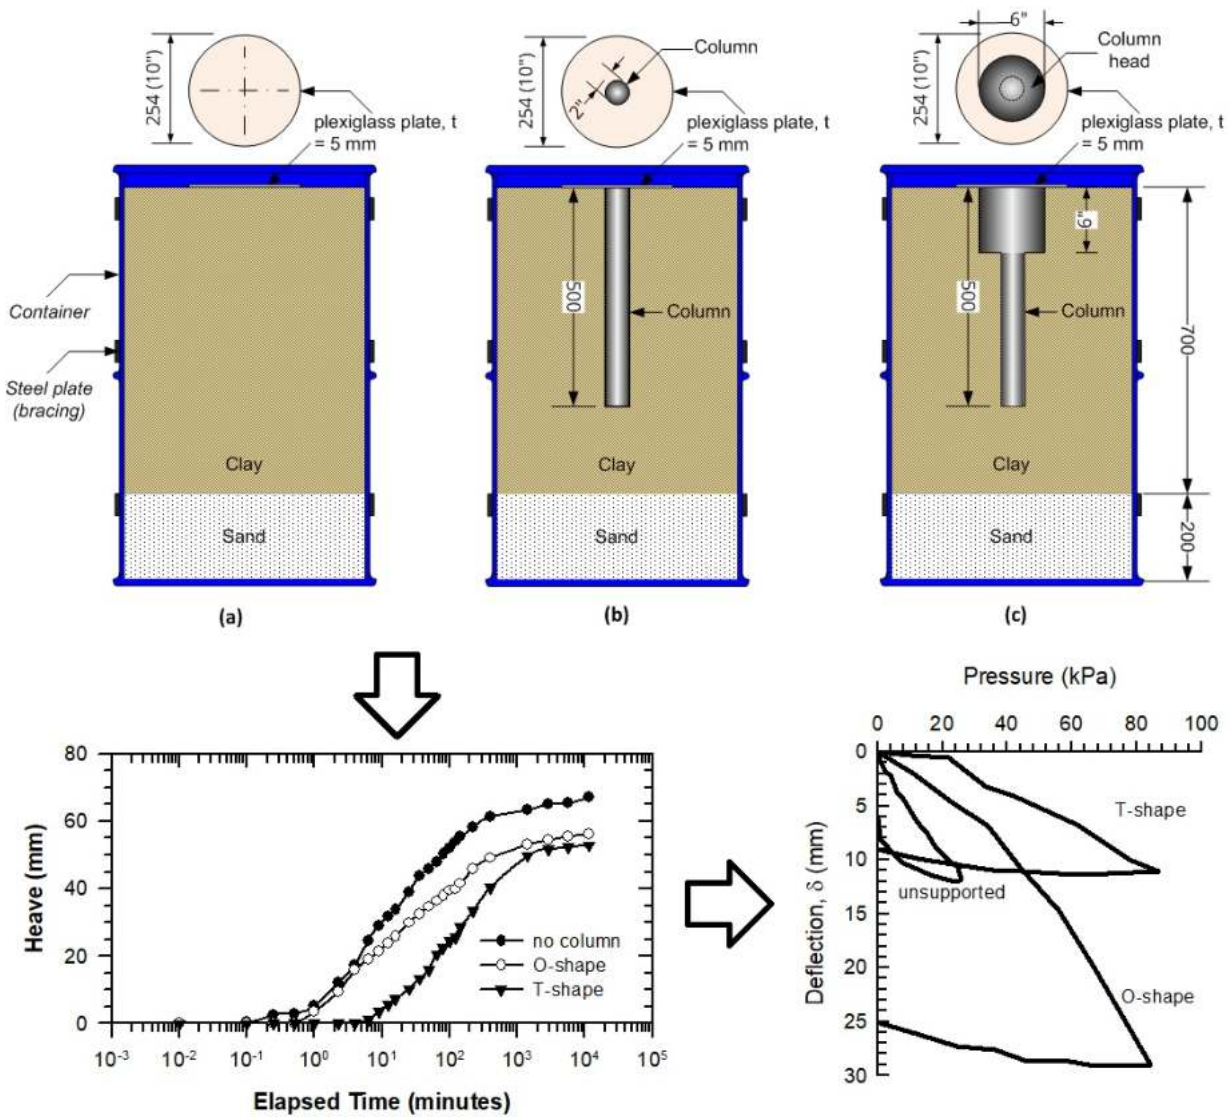 254 (10")
plexiglass plate, t
= 5 mm
Container
Steel plate
(bracing)
Clay
Sand
(a)
254 (10")
2"
Column
plexiglass plate, t
= 5 mm
500
Column
Clay
Sand
(b)
6"
254 (10")
Column
head
plexiglass plate, t
= 5 mm
500
6"
Column
700
Clay
Sand
200
(c)
Heave (mm)
80
60
40
20
0
no column
O-shape
T-shape
10-3
10-2
10-1
100
101
102
103
104
105
Elapsed Time (minutes)
Pressure (kPa)
0 20 40 60 80 100
Deflection, δ (mm)
0
5
10
15
20
25
30
T-shape
unsupported
O-shape